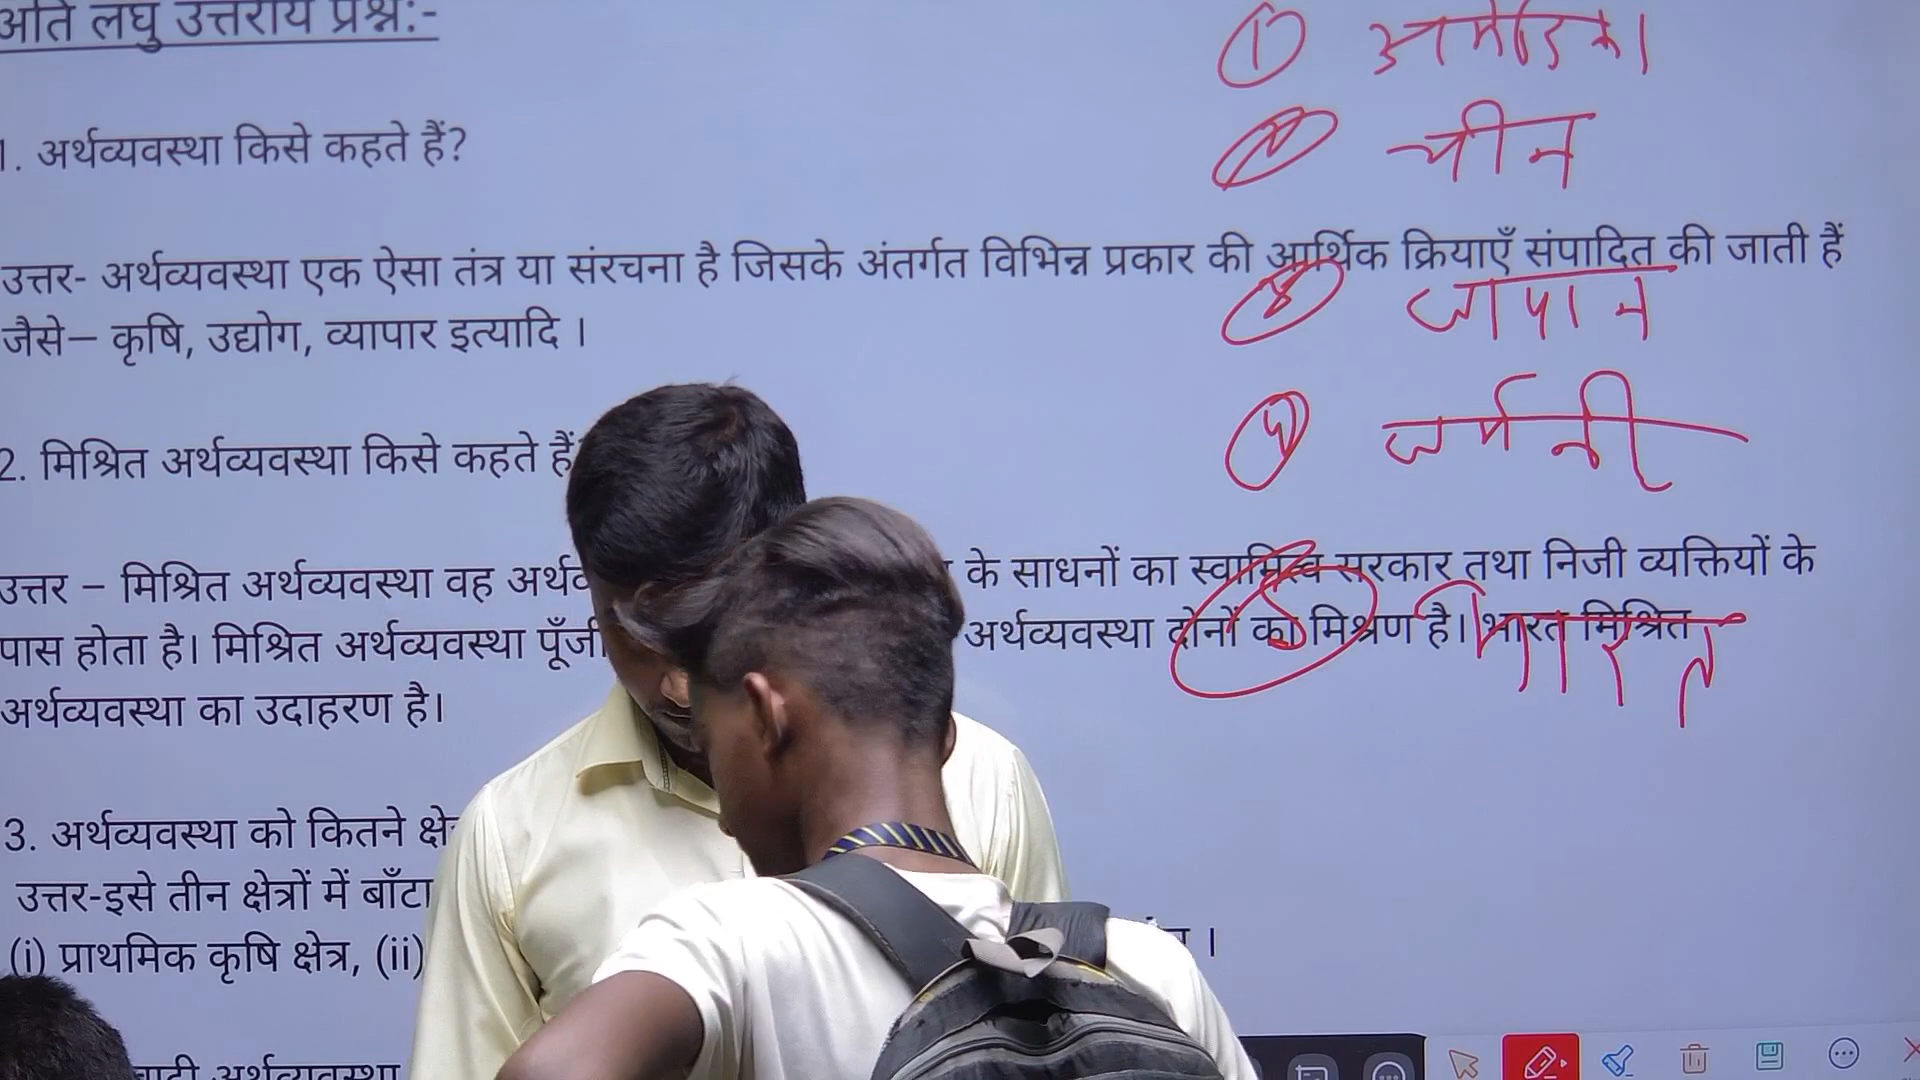 अति लघु उत्तरीय प्रश्न:-
① अमेरिका
1. अर्थव्यवस्था किसे कहते हैं?
② चीन
उत्तर- अर्थव्यवस्था एक ऐसा तंत्र या संरचना है जिसके अंतर्गत विभिन्न प्रकार की आर्थिक क्रियाएँ संपादित की जाती हैं
जैसे– कृषि, उद्योग, व्यापार इत्यादि ।
जापान
2. मिश्रित अर्थव्यवस्था किसे कहते हैं
जर्मनी
उत्तर – मिश्रित अर्थव्यवस्था वह के साधनों का स्वामित्व सरकार तथा निजी व्यक्तियों के
पास होता है। मिश्रित अर्थव्यवस्था अर्थव्यवस्था दोनों का मिश्रण है। भारत मिश्रित
भारत
अर्थव्यवस्था का उदाहरण है।
3. अर्थव्यवस्था को कितने
उत्तर-इसे तीन क्षेत्रों में बाँटा
(i) प्राथमिक कृषि क्षेत्र, (ii) ।
अर्थव्यवस्था